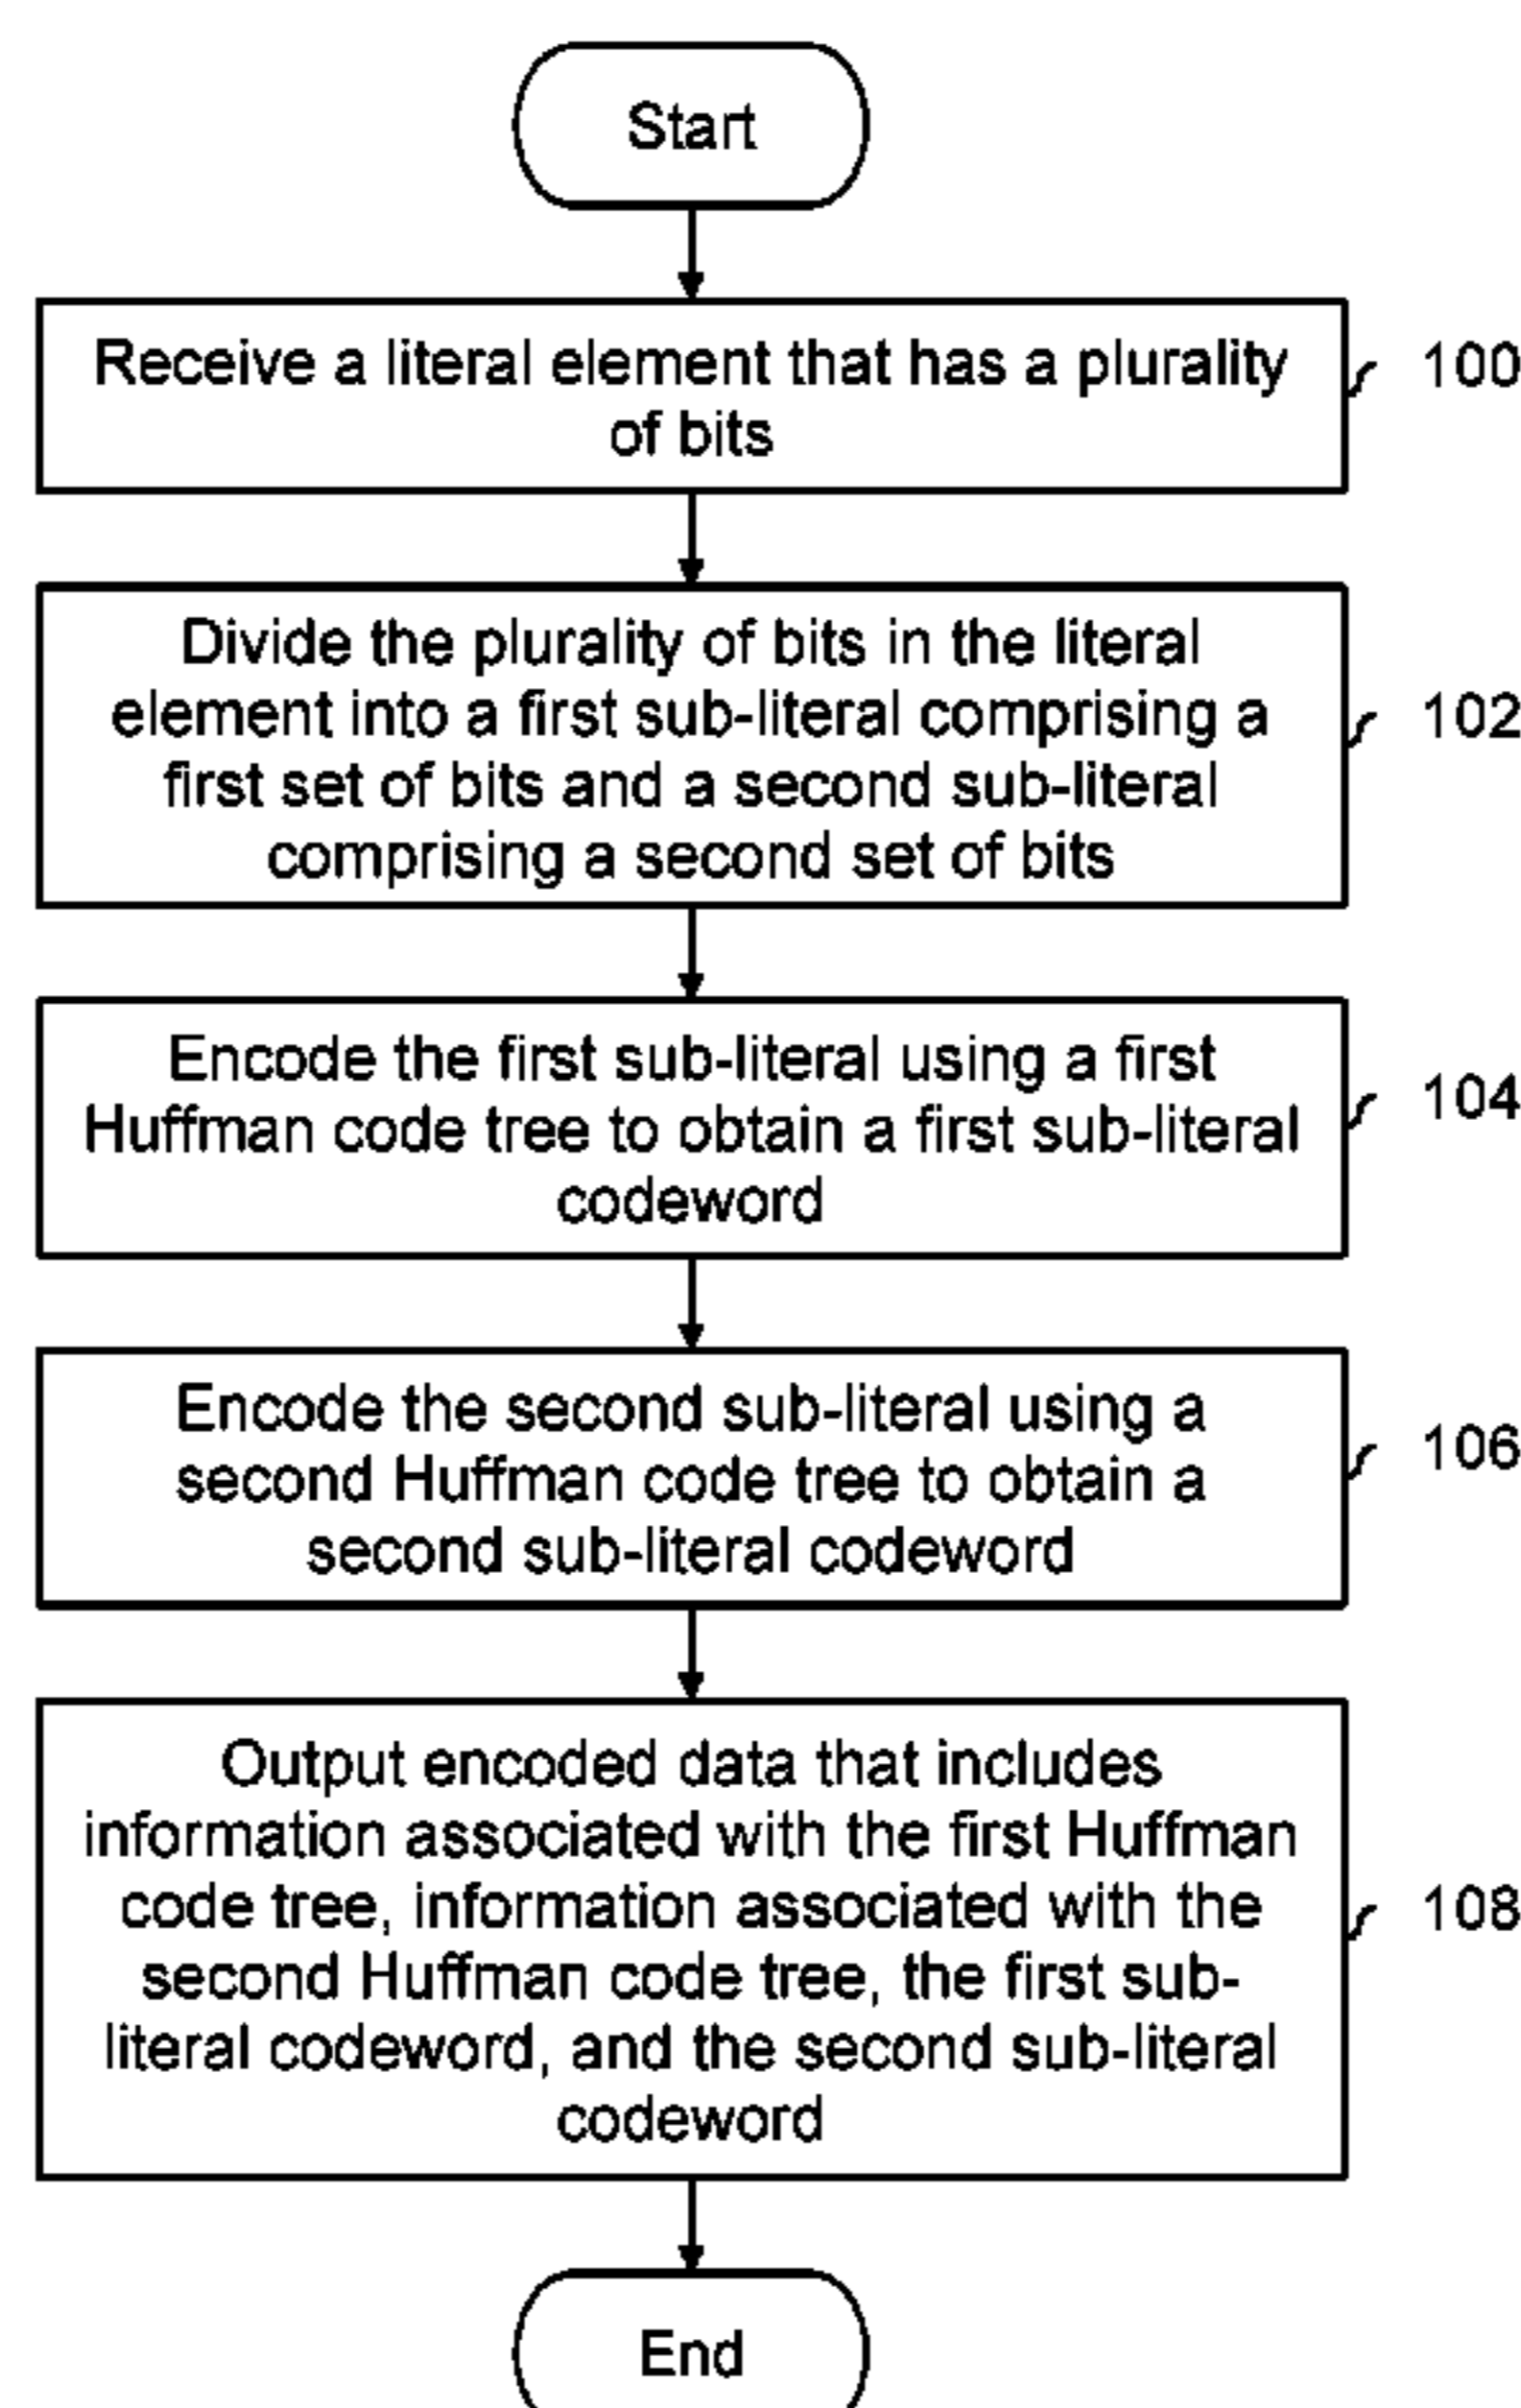 Start
Receive a literal element that has a plurality
of bits
100
Divide the plurality of bits in the literal
element into a first sub-literal comprising a
first set of bits and a second sub-literal
comprising a second set of bits
102
Encode the first sub-literal using a first
Huffman code tree to obtain a first sub-literal
codeword
104
Encode the second sub-literal using a
second Huffman code tree to obtain a
second sub-literal codeword
106
Output encoded data that includes
information associated with the first Huffman
code tree, information associated with the
second Huffman code tree, the first sub-
literal codeword, and the second sub-literal
codeword
108
End